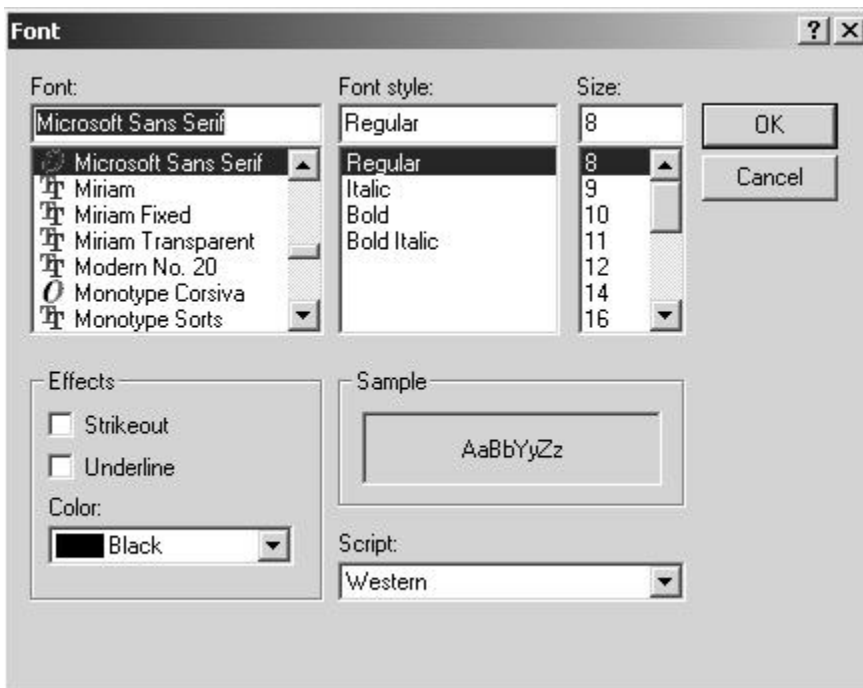 Font
Font:
Font style:
Size:
Microsoft Sans Serif
Regular
8
OK
Microsoft Sans Serif
Miriam
Miriam Fixed
Miriam Transparent
Modern No. 20
Monotype Corsiva
Monotype Sorts
Regular
Italic
Bold
Bold Italic
8
9
10
11
12
14
16
Cancel
Effects
Strikeout
Underline
Color:
Black
Sample
AaBbYyZz
Script:
Western